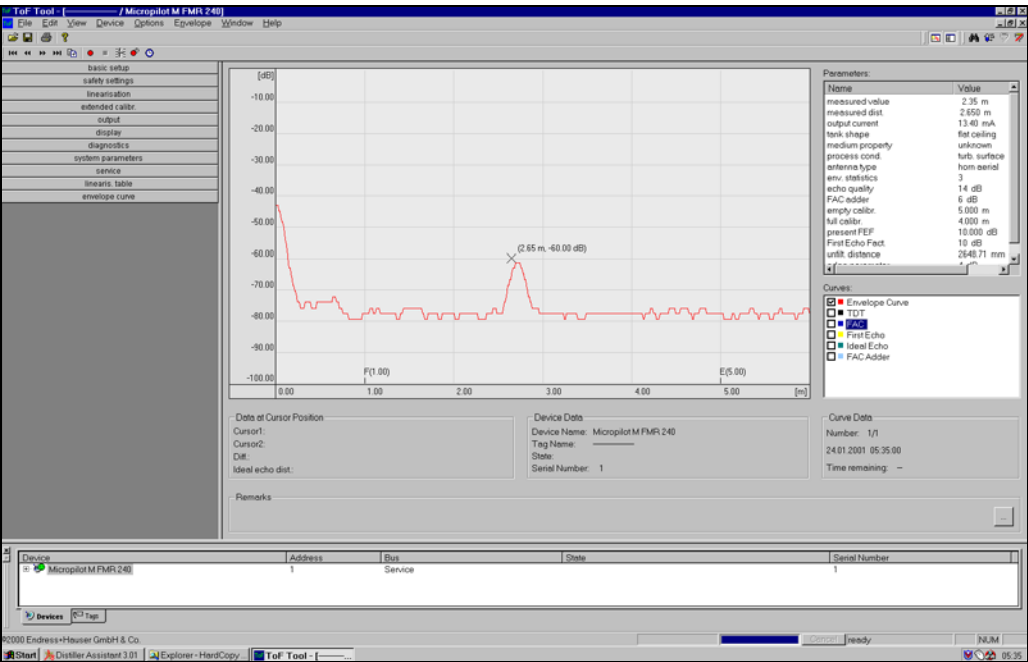 ToF Tool - [———— / Micropilot M FMR 240]
File Edit View Device Options Envelope Window Help
basic setup
safety settings
linearisation
extended calibr.
output
display
diagnostics
system parameters
service
linearis. table
envelope curve
[dB]
-10.00
-20.00
-30.00
-40.00
-50.00
-60.00
-70.00
-80.00
-90.00
-100.00
(2.65 m, -60.00 dB)
F(1.00)
E(5.00)
0.00 1.00 2.00 3.00 4.00 5.00 [m]
Parameters:
Name Value
measured value 2.35 m
measured dist. 2.650 m
output current 13.40 mA
tank shape flat ceiling
medium property unknown
process cond. turb. surface
antenna type horn aerial
env. statistics 3
echo quality 14 dB
FAC adder 6 dB
empty calibr. 5.000 m
full calibr. 4.000 m
present FEF 10.000 dB
First Echo Fact. 10 dB
unfilt. distance 2648.71 mm
Curves:
Envelope Curve
TDT
FAC
First Echo
Ideal Echo
FAC Adder
Data at Cursor Position
Cursor1:
Cursor2:
Diff.:
Ideal echo dist.:
Device Data
Device Name: Micropilot M FMR 240
Tag Name: ————
State:
Serial Number: 1
Curve Data
Number: 1/1
24.01.2001 05:35:00
Time remaining: --
Remarks
...
Device Address Bus State Serial Number
Micropilot M FMR 240 1 Service 1
Devices Tags
©2000 Endress+Hauser GmbH & Co.
Cancel ready NUM
Start Distiller Assistant 3.01 Explorer - HardCopy... ToF Tool - [———... 05:35